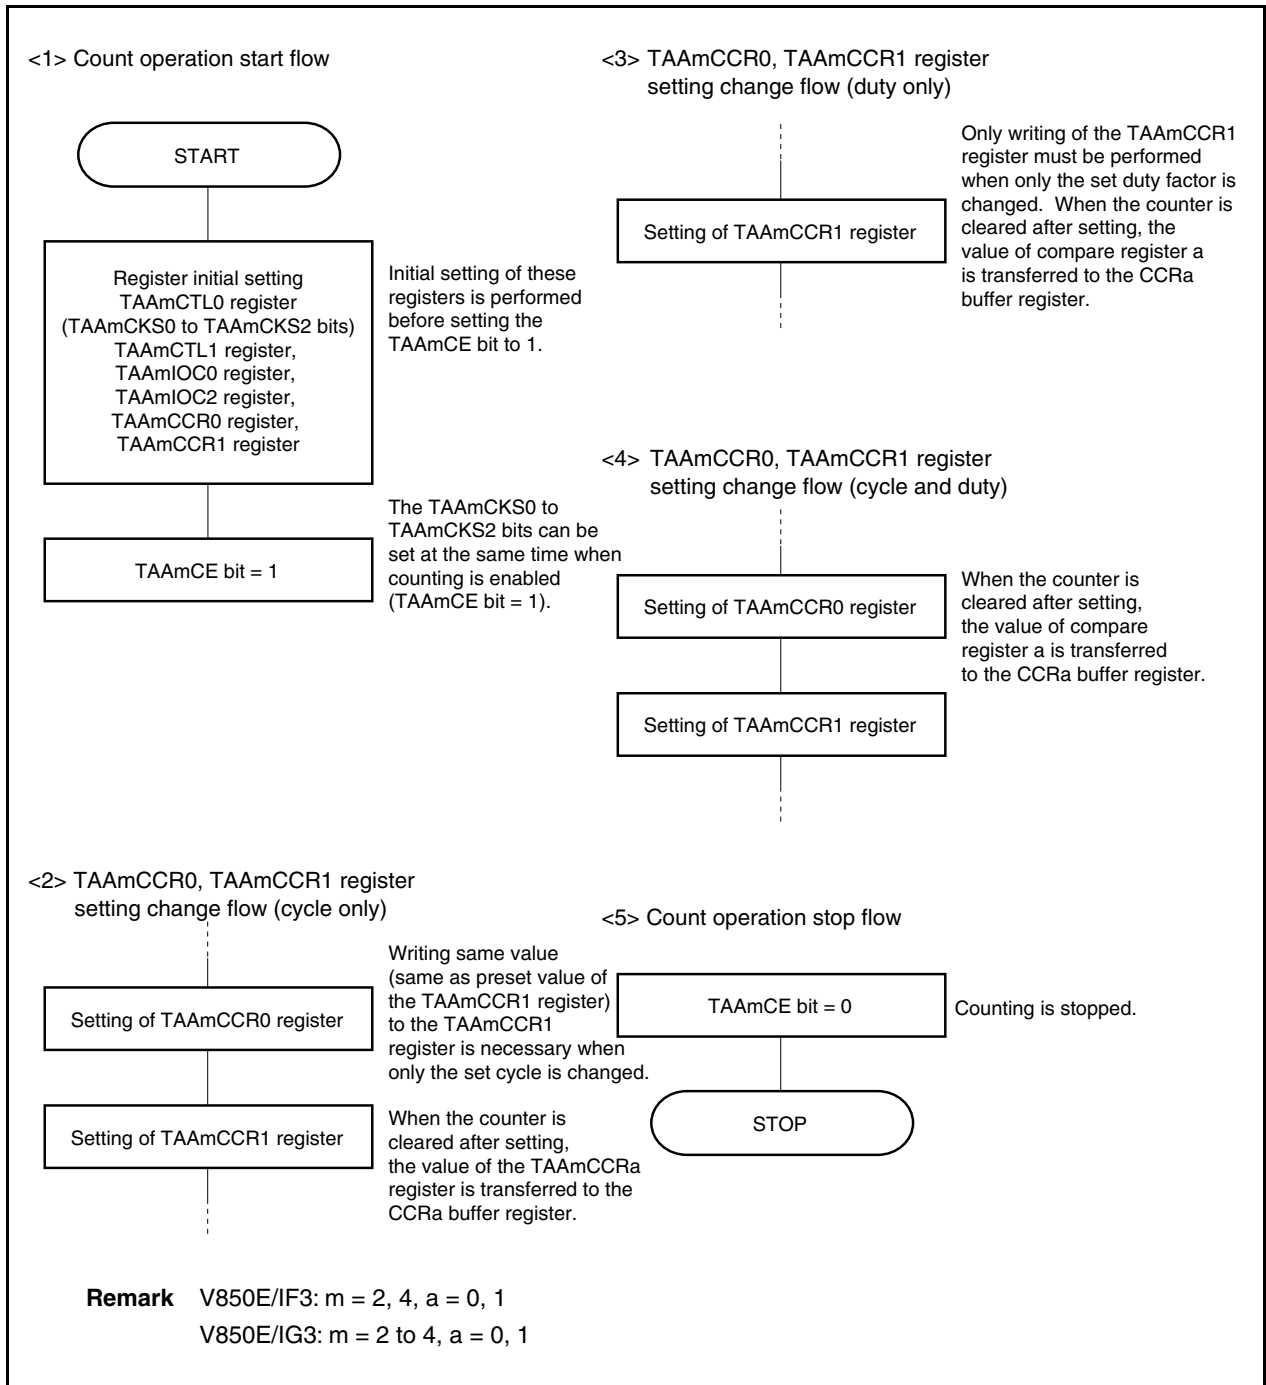 <1> Count operation start flow
START
Register initial setting
TAAmCTL0 register
(TAAmCKS0 to TAAmCKS2 bits)
TAAmCTL1 register,
TAAmIOC0 register,
TAAmIOC2 register,
TAAmCCR0 register,
TAAmCCR1 register
Initial setting of these
registers is performed
before setting the
TAAmCE bit to 1.
TAAmCE bit = 1
The TAAmCKS0 to
TAAmCKS2 bits can be
set at the same time when
counting is enabled
(TAAmCE bit = 1).
<2> TAAmCCR0, TAAmCCR1 register
setting change flow (cycle only)
Setting of TAAmCCR0 register
Writing same value
(same as preset value of
the TAAmCCR1 register)
to the TAAmCCR1
register is necessary when
only the set cycle is changed.
Setting of TAAmCCR1 register
When the counter is
cleared after setting,
the value of the TAAmCCRa
register is transferred to the
CCRa buffer register.
<3> TAAmCCR0, TAAmCCR1 register
setting change flow (duty only)
Setting of TAAmCCR1 register
Only writing of the TAAmCCR1
register must be performed
when only the set duty factor is
changed. When the counter is
cleared after setting, the
value of compare register a
is transferred to the CCRa
buffer register.
<4> TAAmCCR0, TAAmCCR1 register
setting change flow (cycle and duty)
Setting of TAAmCCR0 register
When the counter is
cleared after setting,
the value of compare
register a is transferred
to the CCRa buffer register.
Setting of TAAmCCR1 register
<5> Count operation stop flow
TAAmCE bit = 0
Counting is stopped.
STOP
Remark V850E/IF3: m = 2, 4, a = 0, 1
V850E/IG3: m = 2 to 4, a = 0, 1